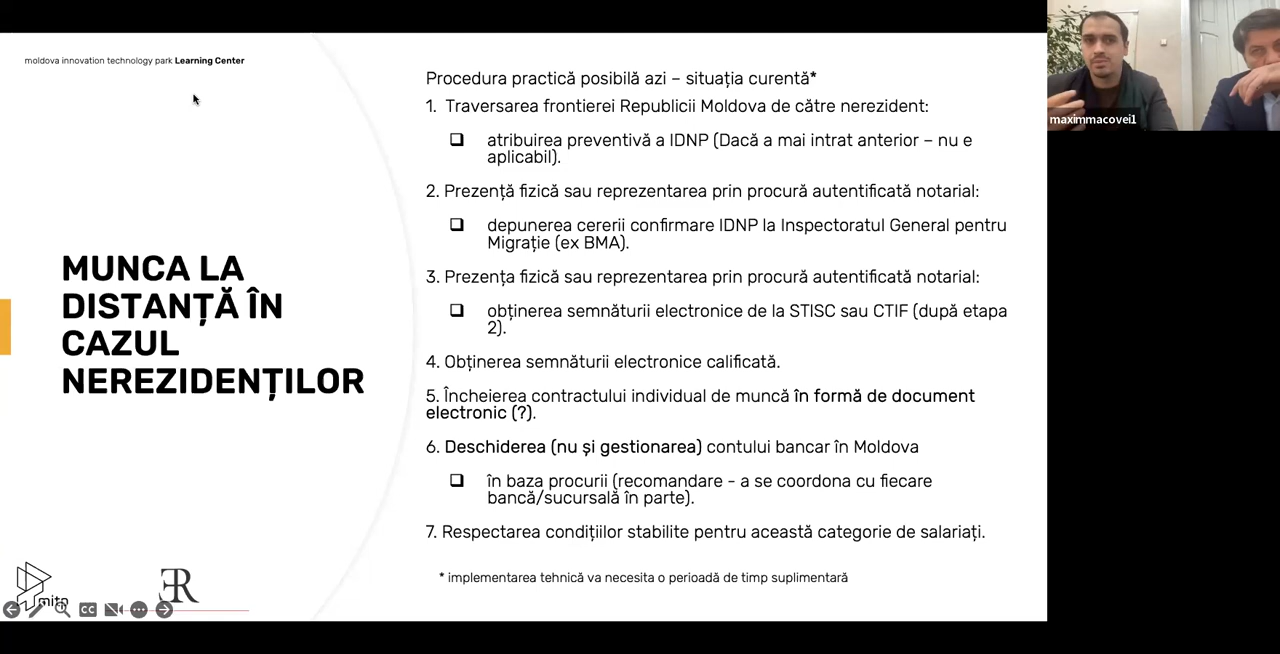 moldova innovation technology park Learning Center
MUNCA LA
DISTANȚĂ ÎN
CAZUL
NEREZIDENȚILOR
Procedura practică posibilă azi – situația curentă*
1. Traversarea frontierei Republicii Moldova de către nerezident:
❑ atribuirea preventivă a IDNP (Dacă a mai intrat anterior – nu e
aplicabil).
2. Prezență fizică sau reprezentarea prin procură autentificată notarial:
❑ depunerea cererii confirmare IDNP la Inspectoratul General pentru
Migrație (ex BMA).
3. Prezența fizică sau reprezentarea prin procură autentificată notarial:
❑ obținerea semnăturii electronice de la STISC sau CTIF (după etapa
2).
4. Obținerea semnăturii electronice calificată.
5. Încheierea contractului individual de muncă în formă de document
electronic (?).
6. Deschiderea (nu și gestionarea) contului bancar în Moldova
❑ în baza procurii (recomandare - a se coordona cu fiecare
bancă/sucursală în parte).
7. Respectarea condițiilor stabilite pentru această categorie de salariați.
* implementarea tehnică va necesita o perioadă de timp suplimentară
mitp
ER
CC
maximmacovei1